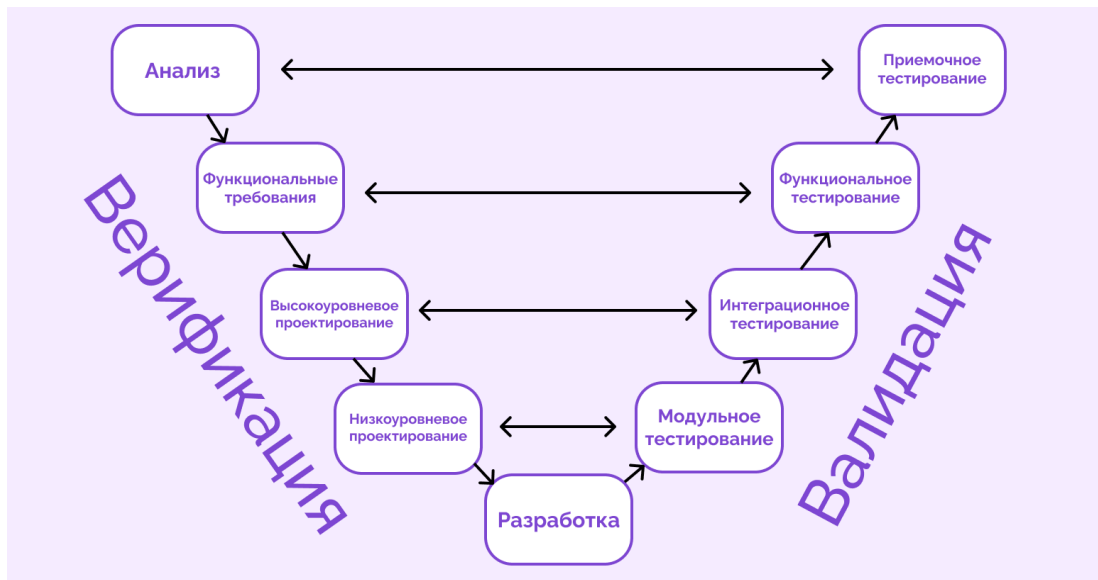 Анализ
Приемочное
тестирование
Функциональные
требования
Функциональное
тестирование
Верификация
Валидация
Высокоуровневое
проектирование
Интеграционное
тестирование
Низкоуровневое
проектирование
Модульное
тестирование
Разработка